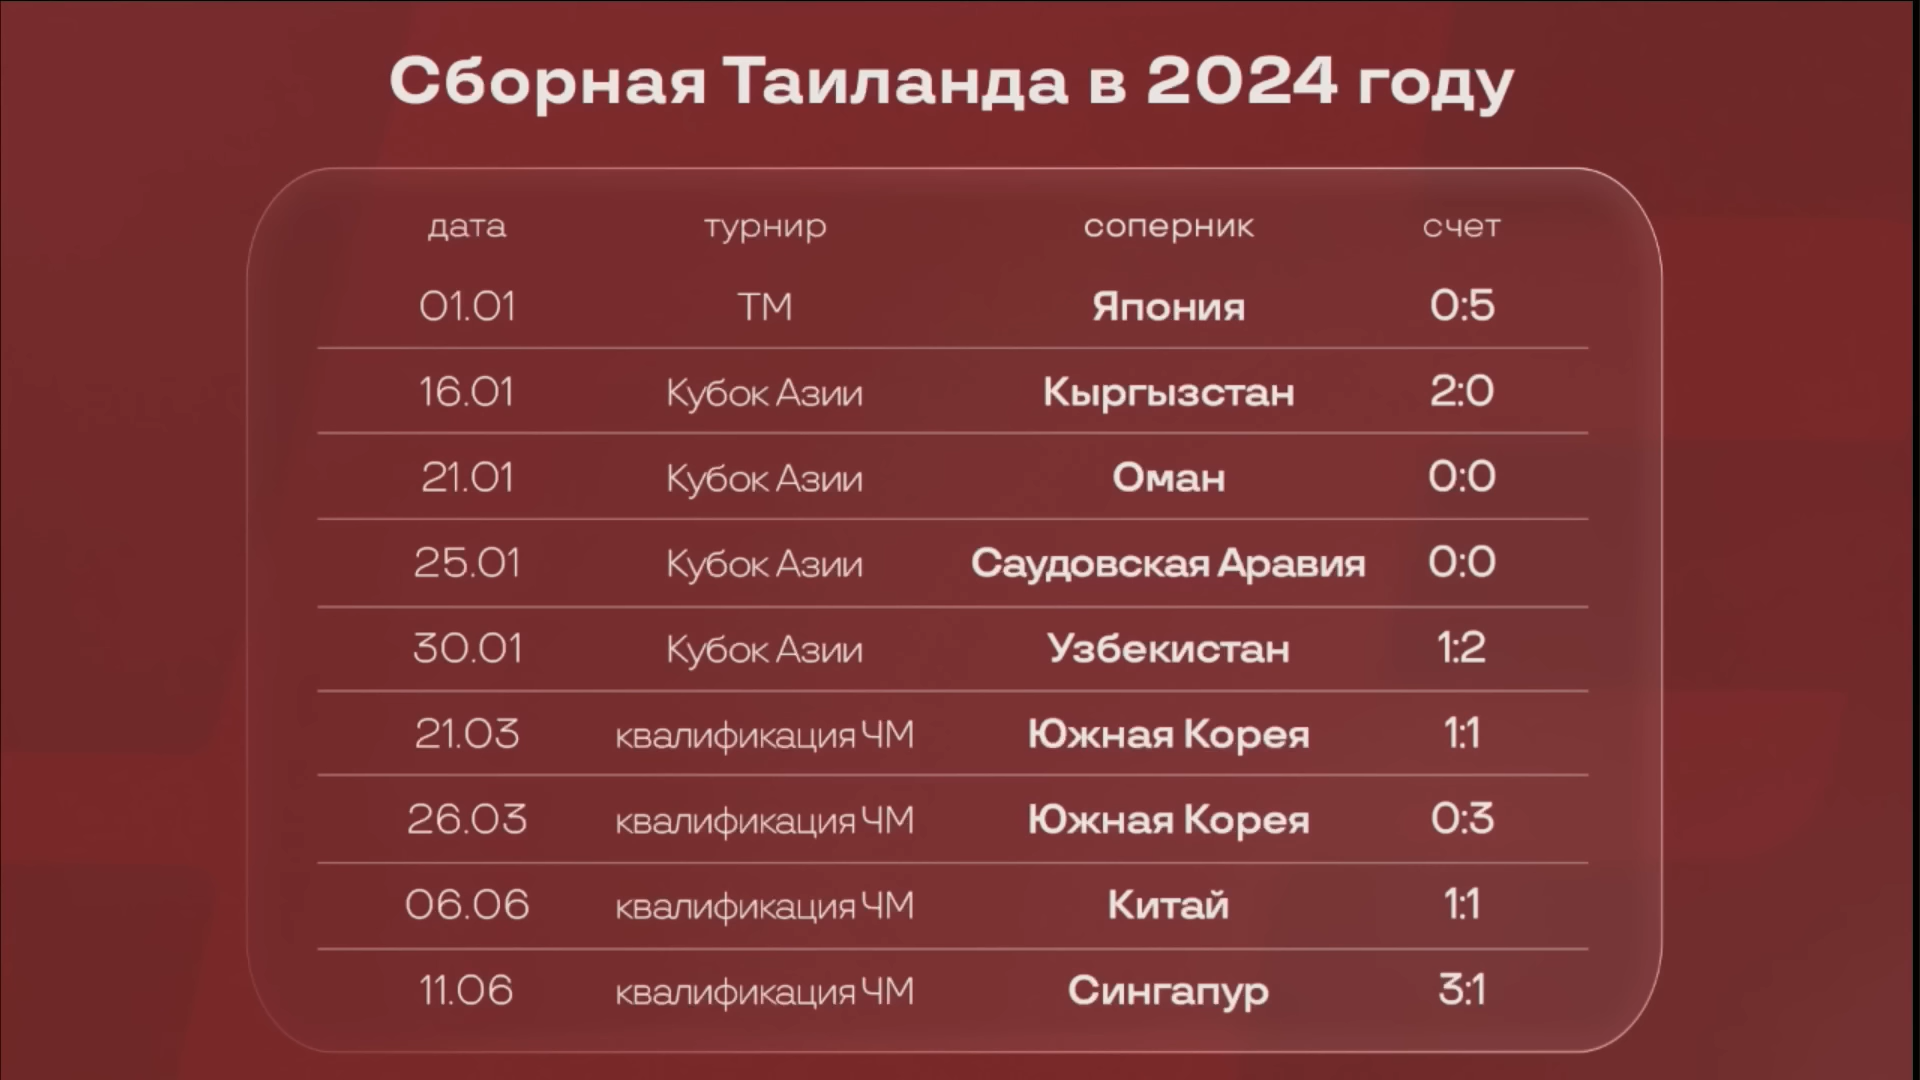 Сборная Таиланда в 2024 году
дата турнир соперник счет
01.01 ТМ Япония 0:5
16.01 Кубок Азии Кыргызстан 2:0
21.01 Кубок Азии Оман 0:0
25.01 Кубок Азии Саудовская Аравия 0:0
30.01 Кубок Азии Узбекистан 1:2
21.03 квалификация ЧМ Южная Корея 1:1
26.03 квалификация ЧМ Южная Корея 0:3
06.06 квалификация ЧМ Китай 1:1
11.06 квалификация ЧМ Сингапур 3:1